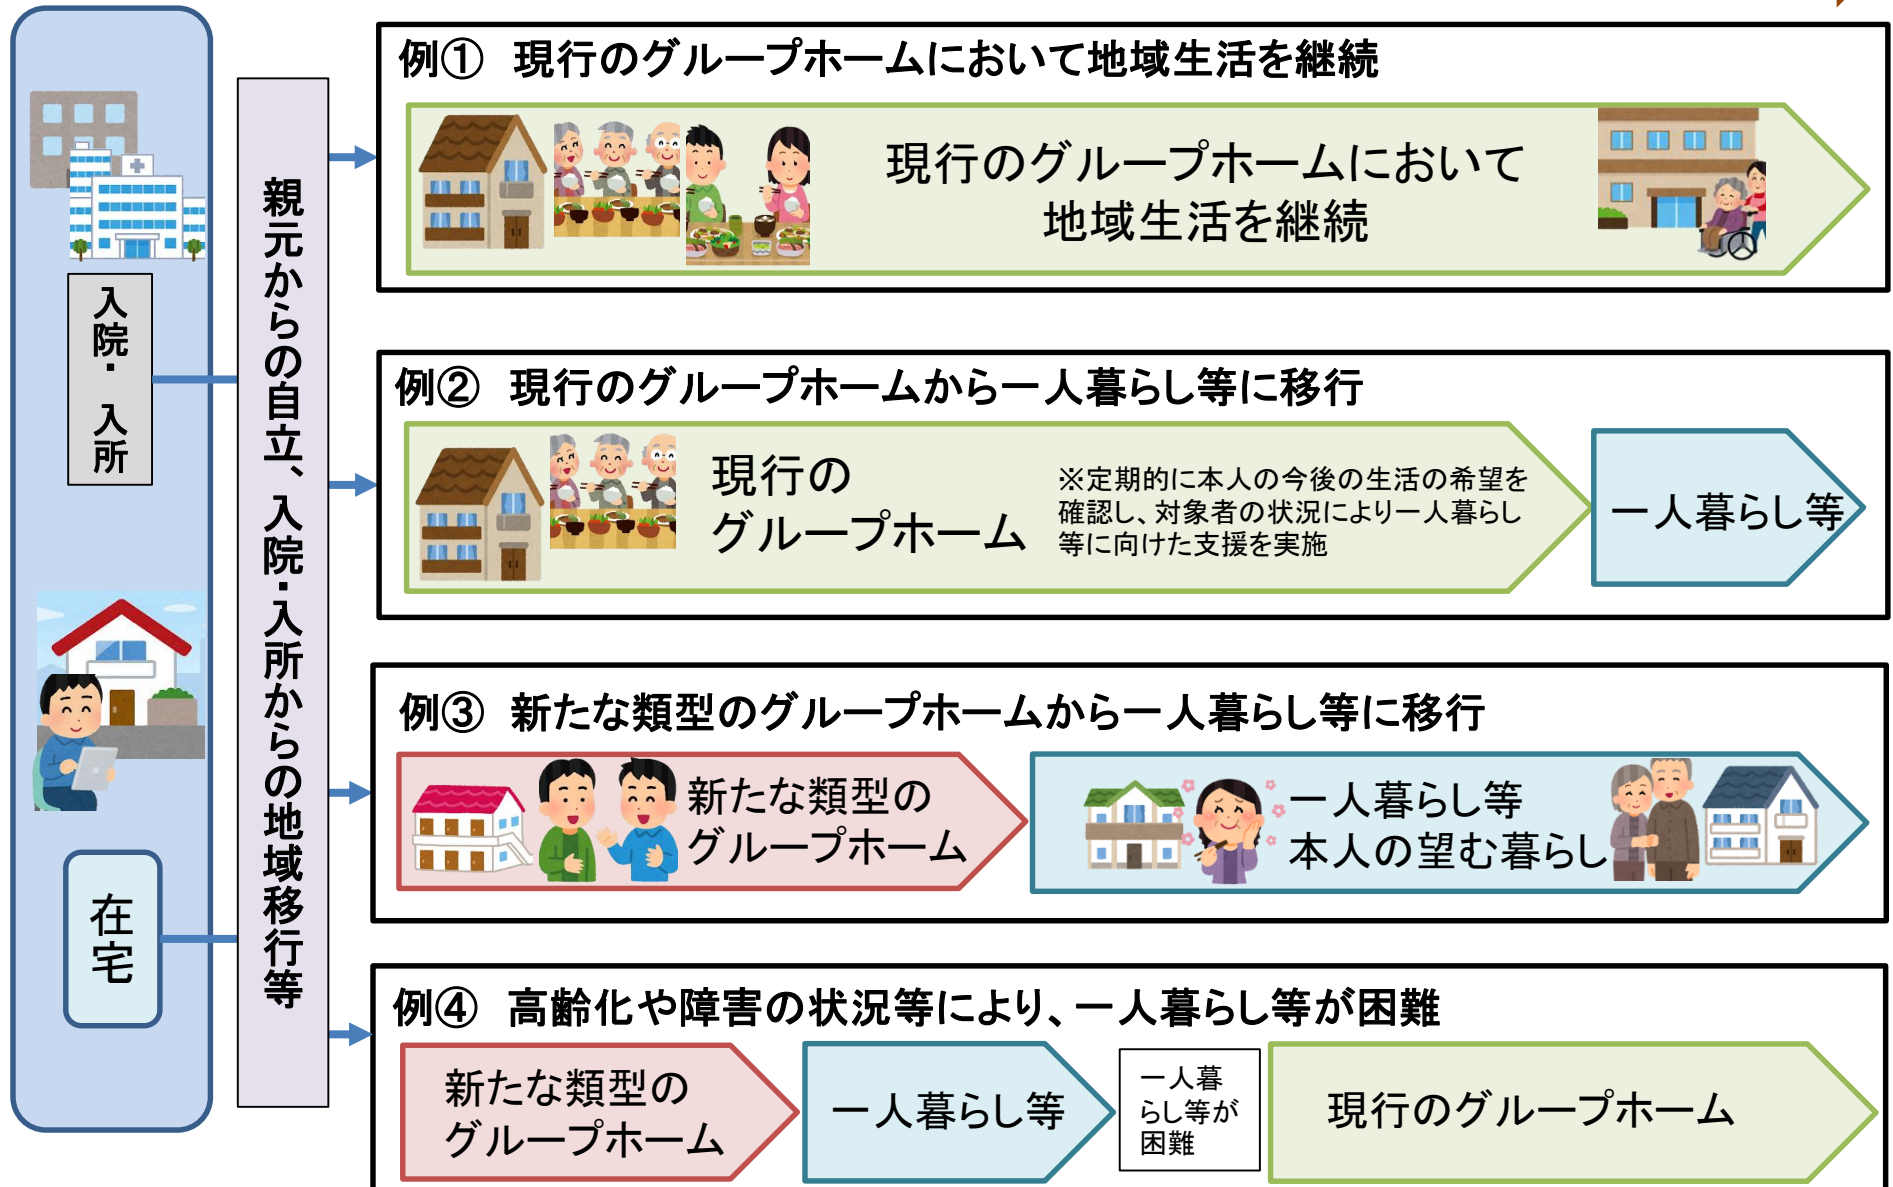 入院・入所
在宅
親元からの自立、入院・入所からの地域移行等
例① 現行のグループホームにおいて地域生活を継続
現行のグループホームにおいて
地域生活を継続
例② 現行のグループホームから一人暮らし等に移行
現行の
グループホーム
※定期的に本人の今後の生活の希望を
確認し、対象者の状況により一人暮らし
等に向けた支援を実施
一人暮らし等
例③ 新たな類型のグループホームから一人暮らし等に移行
新たな類型の
グループホーム
一人暮らし等
本人の望む暮らし
例④ 高齢化や障害の状況等により、一人暮らし等が困難
新たな類型の
グループホーム
一人暮らし等
一人暮
らし等が
困難
現行のグループホーム